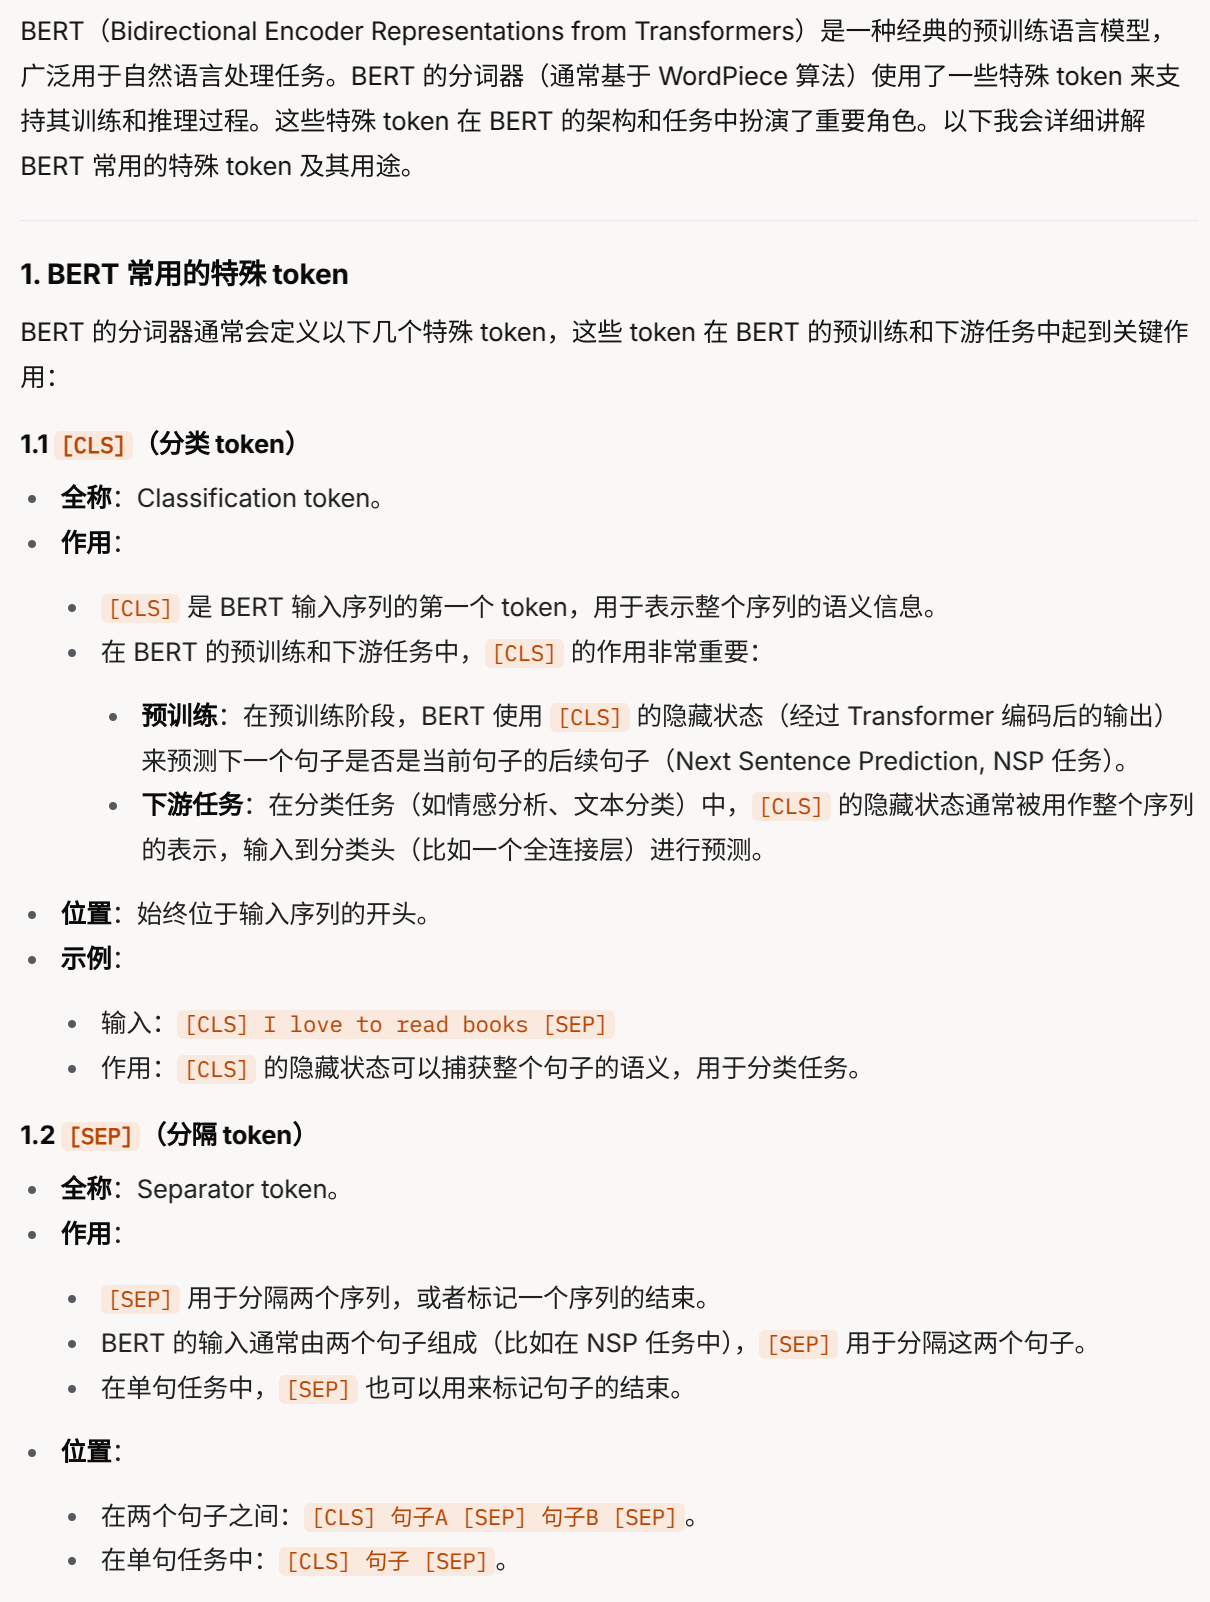 BERT（Bidirectional Encoder Representations from Transformers）是一种经典的预训练语言模型，
广泛用于自然语言处理任务。BERT 的分词器（通常基于 WordPiece 算法）使用了一些特殊 token 来支
持其训练和推理过程。这些特殊 token 在 BERT 的架构和任务中扮演了重要角色。以下我会详细讲解
BERT 常用的特殊 token 及其用途。
1. BERT 常用的特殊 token
BERT 的分词器通常会定义以下几个特殊 token，这些 token 在 BERT 的预训练和下游任务中起到关键作
用：
1.1 [CLS]（分类 token）
• 全称：Classification token。
• 作用：
• [CLS] 是 BERT 输入序列的第一个 token，用于表示整个序列的语义信息。
• 在 BERT 的预训练和下游任务中，[CLS] 的作用非常重要：
• 预训练：在预训练阶段，BERT 使用 [CLS] 的隐藏状态（经过 Transformer 编码后的输出）
来预测下一个句子是否是当前句子的后续句子（Next Sentence Prediction, NSP 任务）。
• 下游任务：在分类任务（如情感分析、文本分类）中，[CLS] 的隐藏状态通常被用作整个序列
的表示，输入到分类头（比如一个全连接层）进行预测。
• 位置：始终位于输入序列的开头。
• 示例：
• 输入：[CLS] I love to read books [SEP]
• 作用：[CLS] 的隐藏状态可以捕获整个句子的语义，用于分类任务。
1.2 [SEP]（分隔 token）
• 全称：Separator token。
• 作用：
• [SEP] 用于分隔两个序列，或者标记一个序列的结束。
• BERT 的输入通常由两个句子组成（比如在 NSP 任务中），[SEP] 用于分隔这两个句子。
• 在单句任务中，[SEP] 也可以用来标记句子的结束。
• 位置：
• 在两个句子之间：[CLS] 句子A [SEP] 句子B [SEP]。
• 在单句任务中：[CLS] 句子 [SEP]。